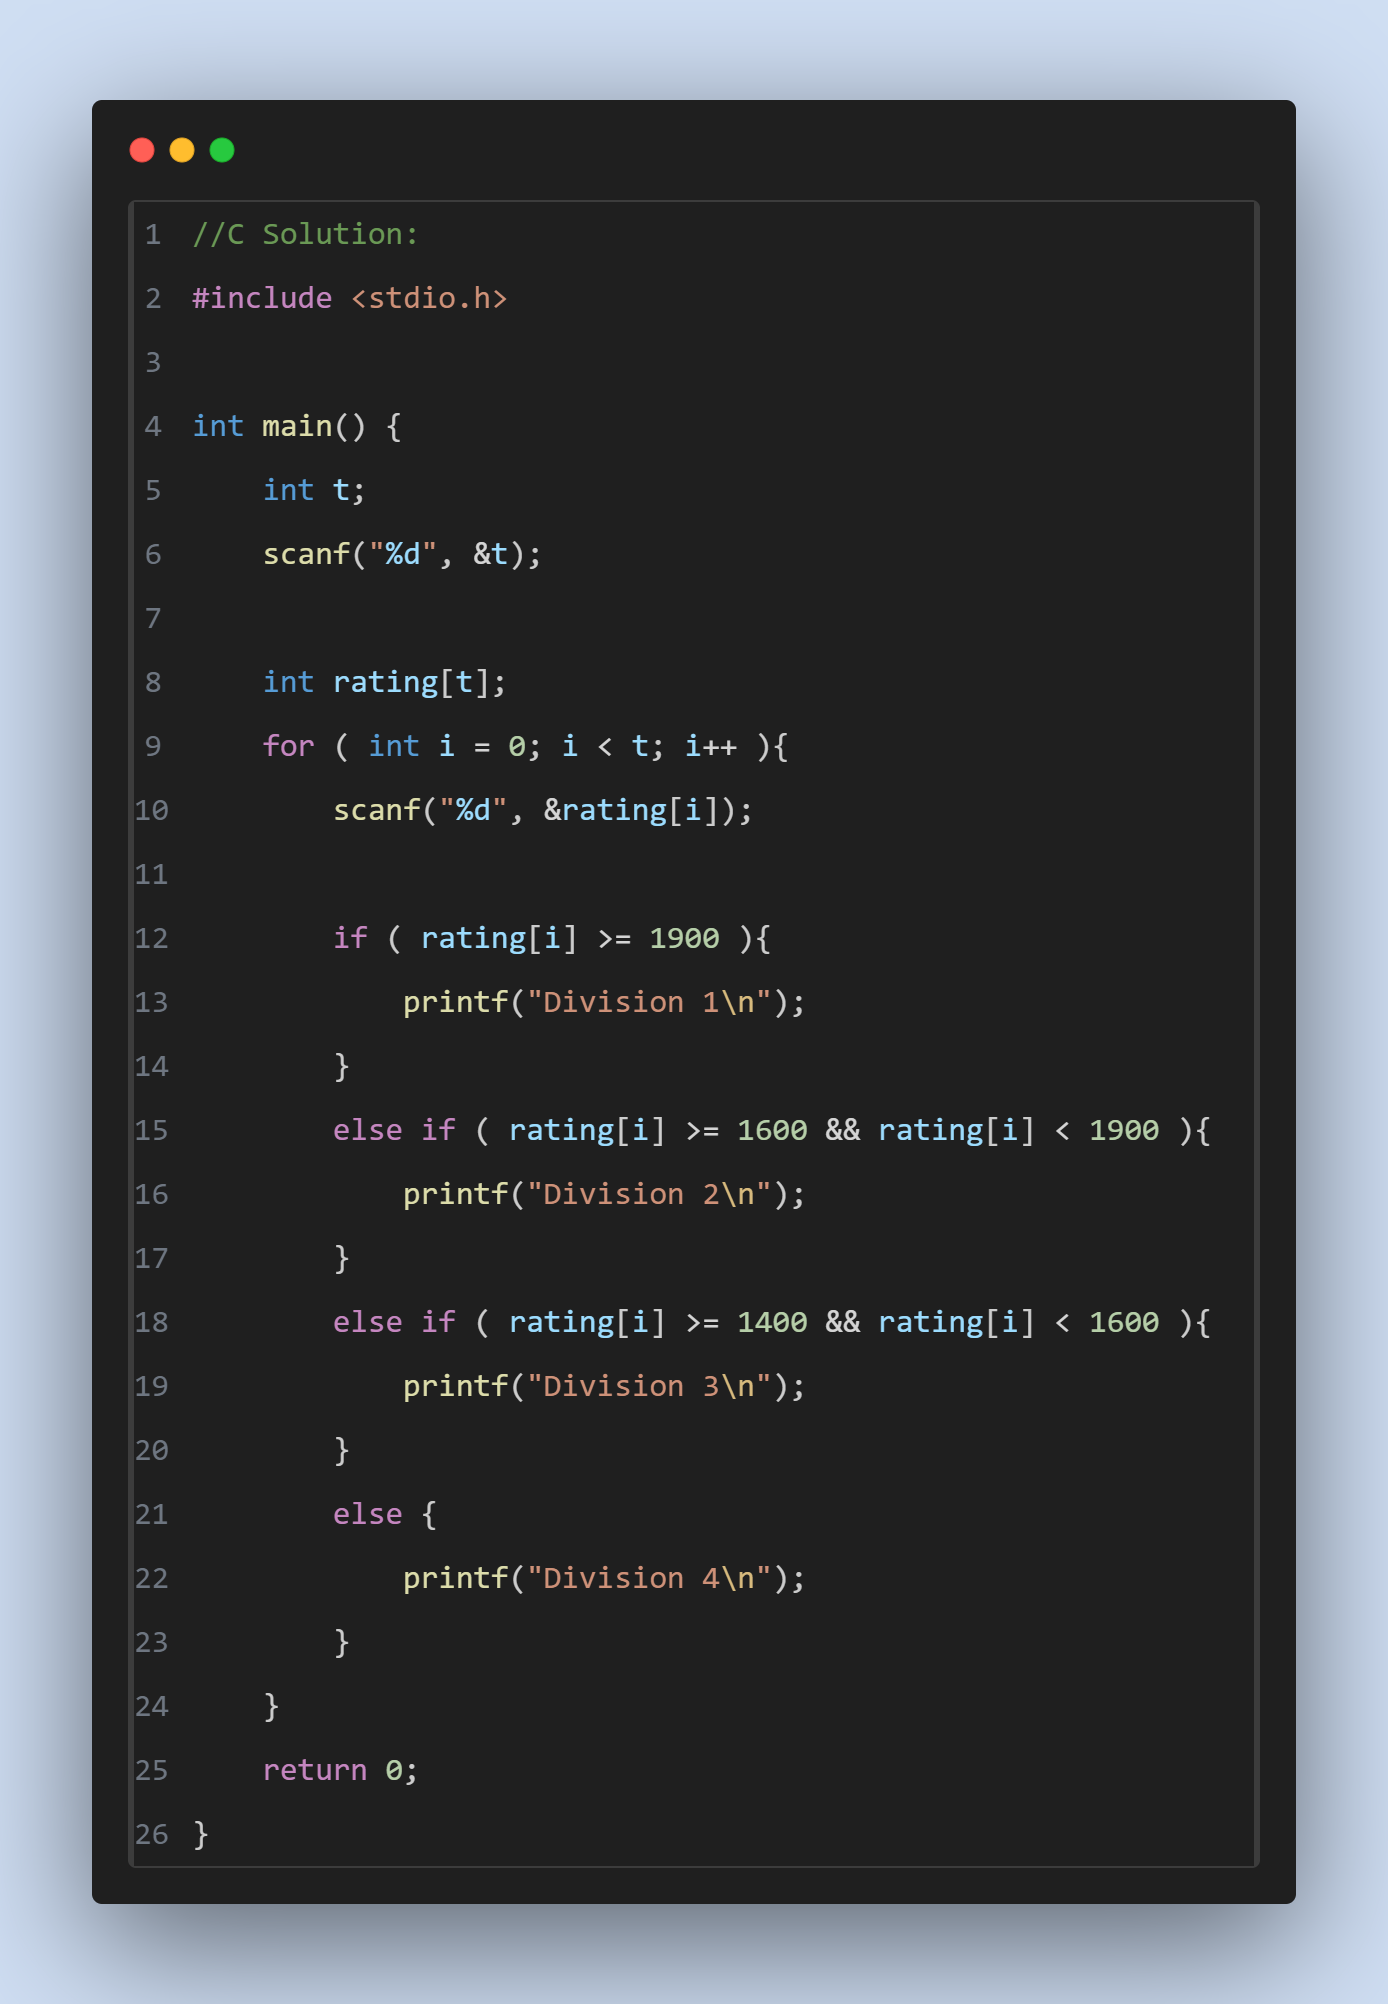 1 //C Solution:
2 #include <stdio.h>
3
4 int main() {
5     int t;
6     scanf("%d", &t);
7
8     int rating[t];
9     for ( int i = 0; i < t; i++ ){
10         scanf("%d", &rating[i]);
11
12         if ( rating[i] >= 1900 ){
13             printf("Division 1\n");
14         }
15         else if ( rating[i] >= 1600 && rating[i] < 1900 ){
16             printf("Division 2\n");
17         }
18         else if ( rating[i] >= 1400 && rating[i] < 1600 ){
19             printf("Division 3\n");
20         }
21         else {
22             printf("Division 4\n");
23         }
24     }
25     return 0;
26 }